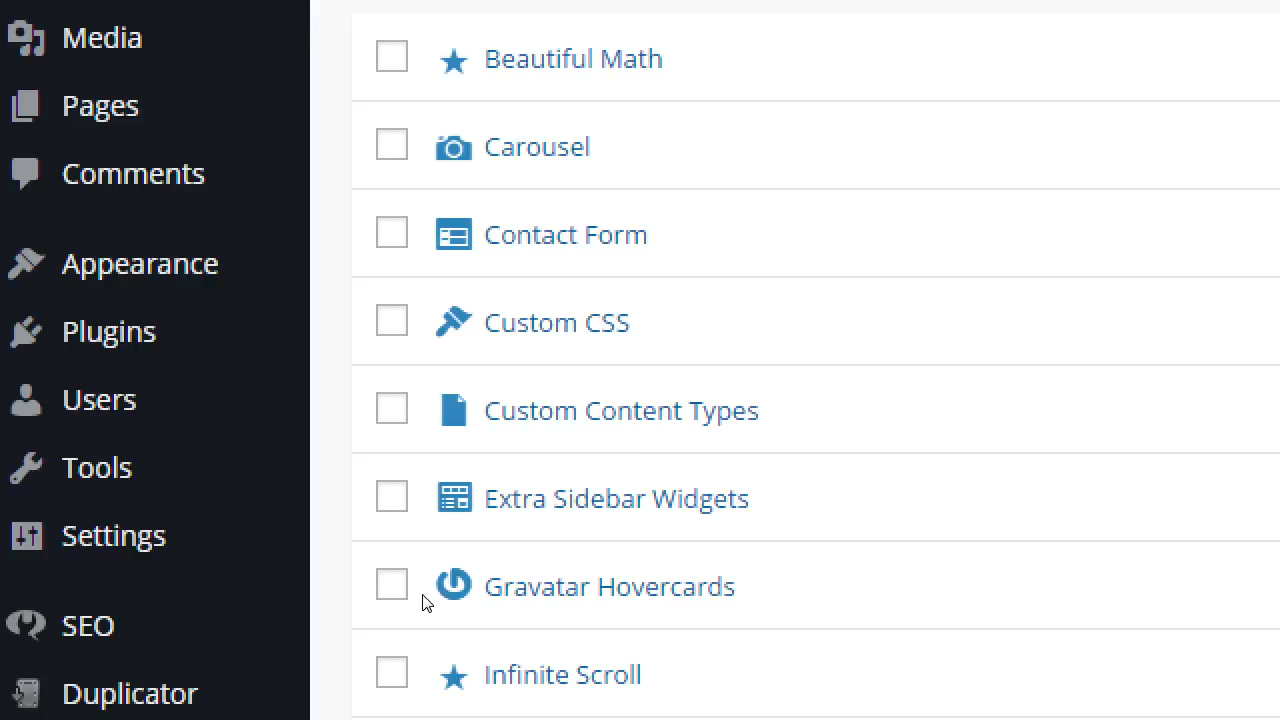 Media
Pages
Comments
Appearance
Plugins
Users
Tools
Settings
SEO
Duplicator
Beautiful Math
Carousel
Contact Form
Custom CSS
Custom Content Types
Extra Sidebar Widgets
Gravatar Hovercards
Infinite Scroll